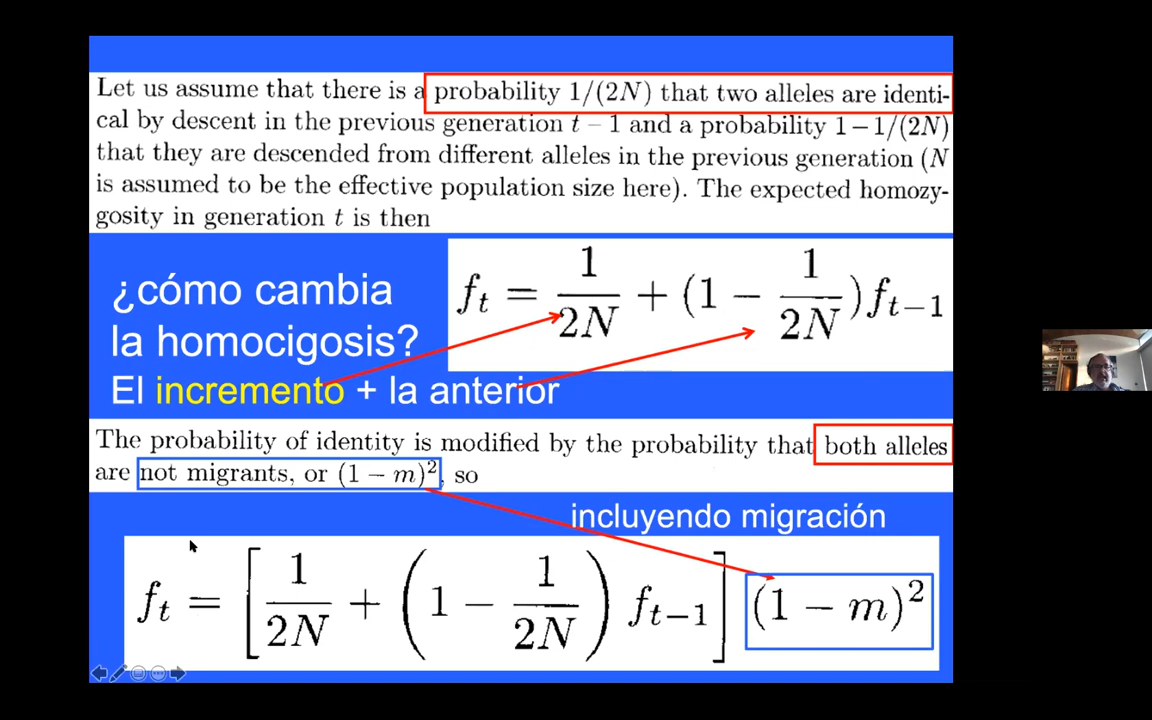 Let us assume that there is a probability 1/(2N) that two alleles are identi-
cal by descent in the previous generation t − 1 and a probability 1−1/(2N)
that they are descended from different alleles in the previous generation (N
is assumed to be the effective population size here). The expected homozy-
gosity in generation t is then
¿cómo cambia
la homocigosis?
El incremento + la anterior
f_t = 1/2N + (1 − 1/2N)f_{t−1}
The probability of identity is modified by the probability that both alleles
are not migrants, or (1 − m)², so
incluyendo migración
f_t = [1/2N + (1 − 1/2N) f_{t−1}] (1 − m)²